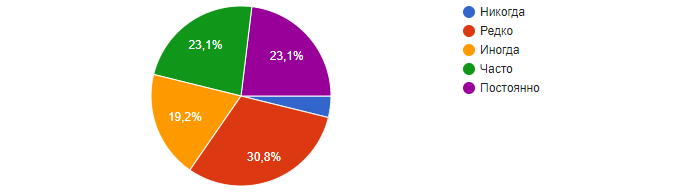 23,1%
23,1%
19,2%
30,8%
Никогда
Редко
Иногда
Часто
Постоянно